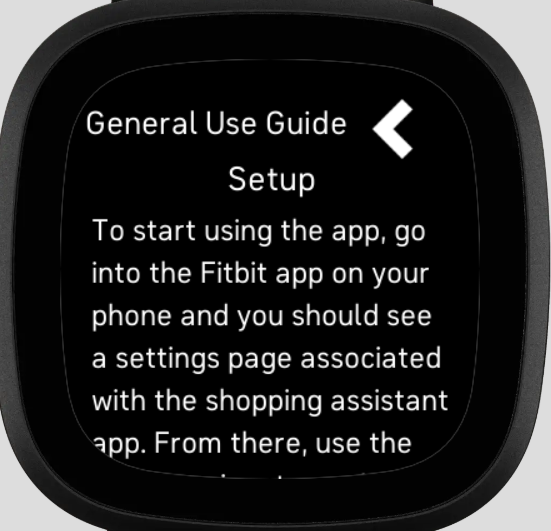 General Use Guide
Setup
To start using the app, go
into the Fitbit app on your
phone and you should see
a settings page associated
with the shopping assistant
app. From there, use the